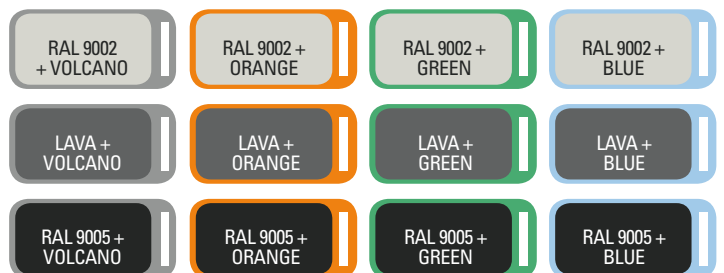 RAL 9002
+ VOLCANO
RAL 9002 +
ORANGE
RAL 9002 +
GREEN
RAL 9002 +
BLUE
LAVA +
VOLCANO
LAVA +
ORANGE
LAVA +
GREEN
LAVA +
BLUE
RAL 9005 +
VOLCANO
RAL 9005 +
ORANGE
RAL 9005 +
GREEN
RAL 9005 +
BLUE